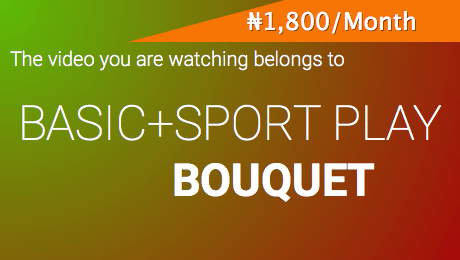 ₦1,800/Month
The video you are watching belongs to
BASIC+SPORT PLAY
BOUQUET